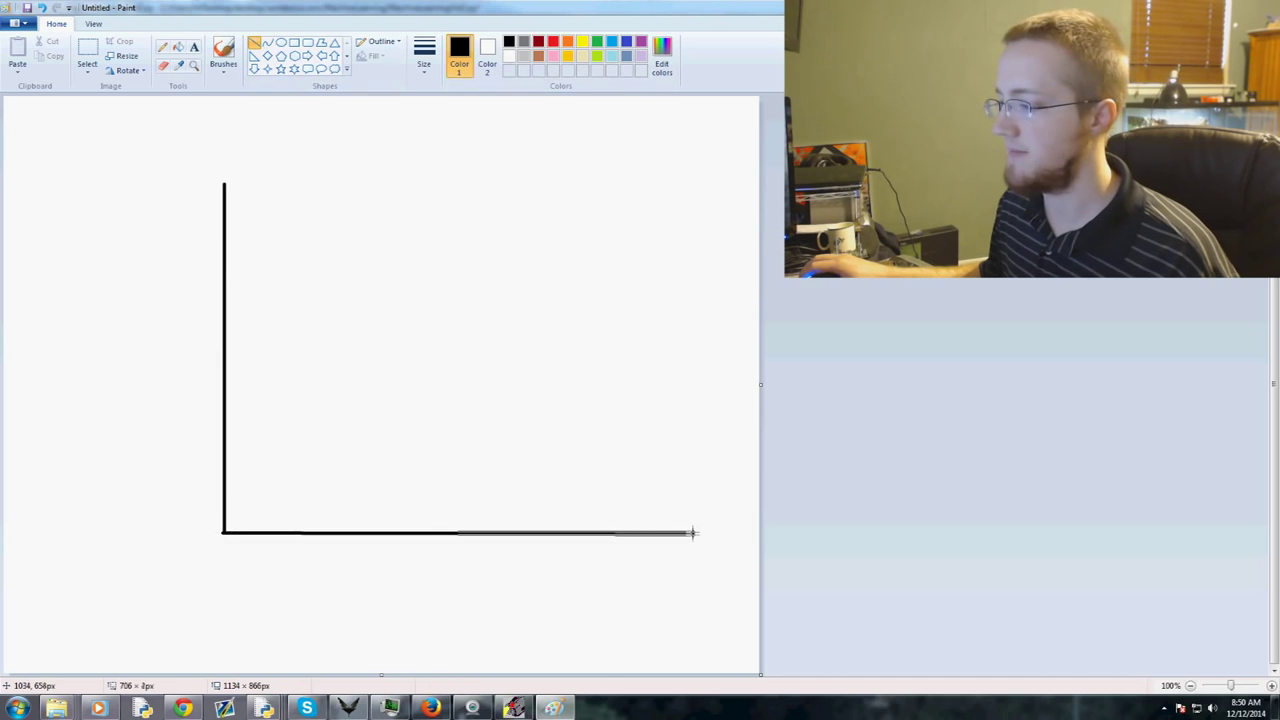 Untitled - Paint
Home
View
Paste
Cut
Copy
Clipboard
Select
Crop
Resize
Rotate
Image
A
Tools
Brushes
Shapes
Outline
Fill
Size
Color
1
Color
2
Edit
colors
Colors
1034, 658px
706 × 2px
1134 × 866px
100%
8:50 AM
12/12/2014